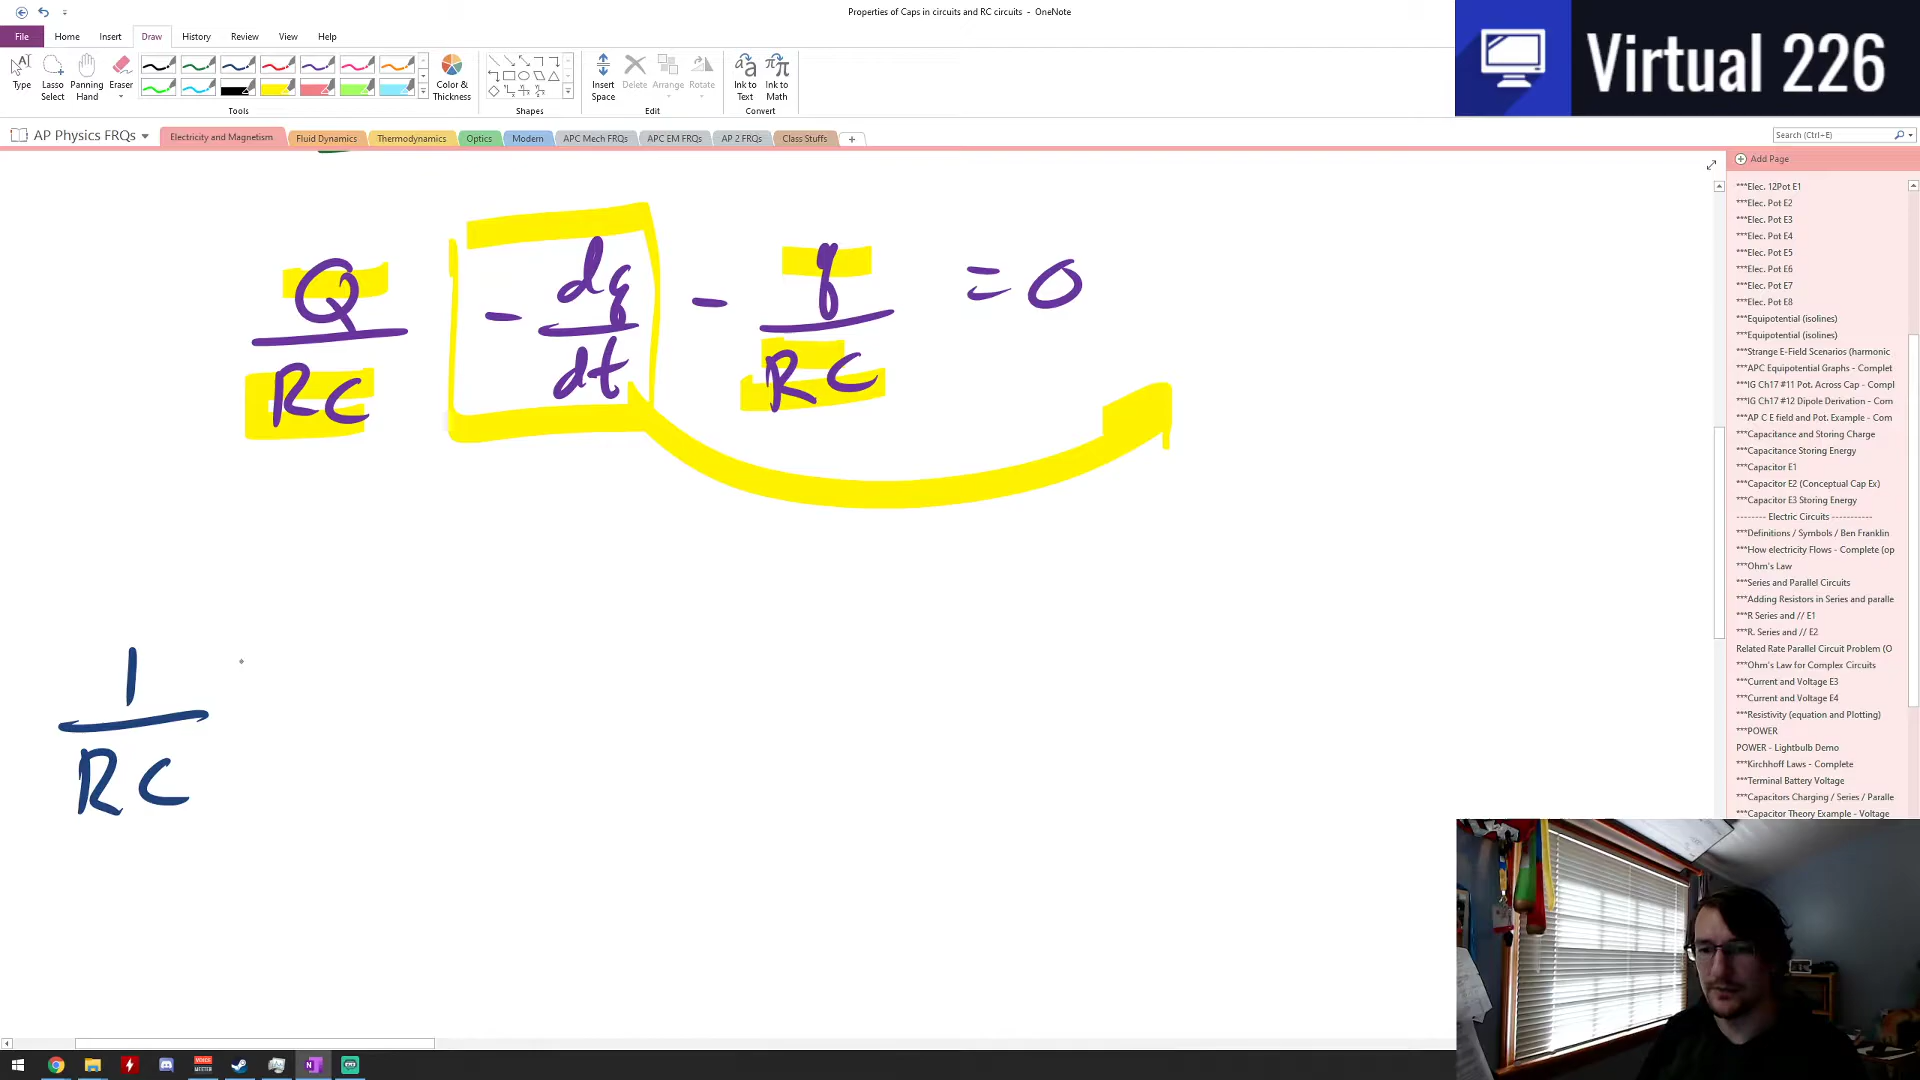 Properties of Caps in circuits and RC circuits - OneNote
Virtual 226
File Home Insert Draw History Review View Help
Type
Lasso Select
Panning Hand
Eraser
Color & Thickness
Insert Space
Delete
Arrange
Rotate
Ink to Text
Ink to Math
Tools Shapes Edit Convert
AP Physics FRQs
Electricity and Magnetism Fluid Dynamics Thermodynamics Optics Modern APC Mech FRQs APC EM FRQs AP 2 FRQs Class Stuffs
Search (Ctrl+E)
Add Page
***Elec. 12Pot E1
***Elec. Pot E2
***Elec. Pot E3
***Elec. Pot E4
***Elec. Pot E5
***Elec. Pot E6
***Elec. Pot E7
***Elec. Pot E8
***Equipotential (isolines)
***Equipotential (isolines)
***Strange E-Field Scenarios (harmonic
***APC Equipotential Graphs - Complet
***IG Ch17 #11 Pot. Across Cap - Compl
***IG Ch17 #12 Dipole Derivation - Com
***AP C E field and Pot. Example - Com
***Capacitance and Storing Charge
***Capacitance Storing Energy
***Capacitor E1
***Capacitor E2 (Conceptual Cap Ex)
***Capacitor E3 Storing Energy
-------- Electric Circuits -----------
***Definitions / Symbols / Ben Franklin
***How electricity Flows - Complete (op
***Ohm's Law
***Series and Parallel Circuits
***Adding Resistors in Series and paralle
***R Series and // E1
***R. Series and // E2
Related Rate Parallel Circuit Problem (O
***Ohm's Law for Complex Circuits
***Current and Voltage E3
***Current and Voltage E4
***Resistivity (equation and Plotting)
***POWER
POWER - Lightbulb Demo
***Kirchhoff Laws - Complete
***Terminal Battery Voltage
***Capacitors Charging / Series / Paralle
***Capacitor Theory Example - Voltage
Q/RC - dq/dt - q/RC = 0
1/RC